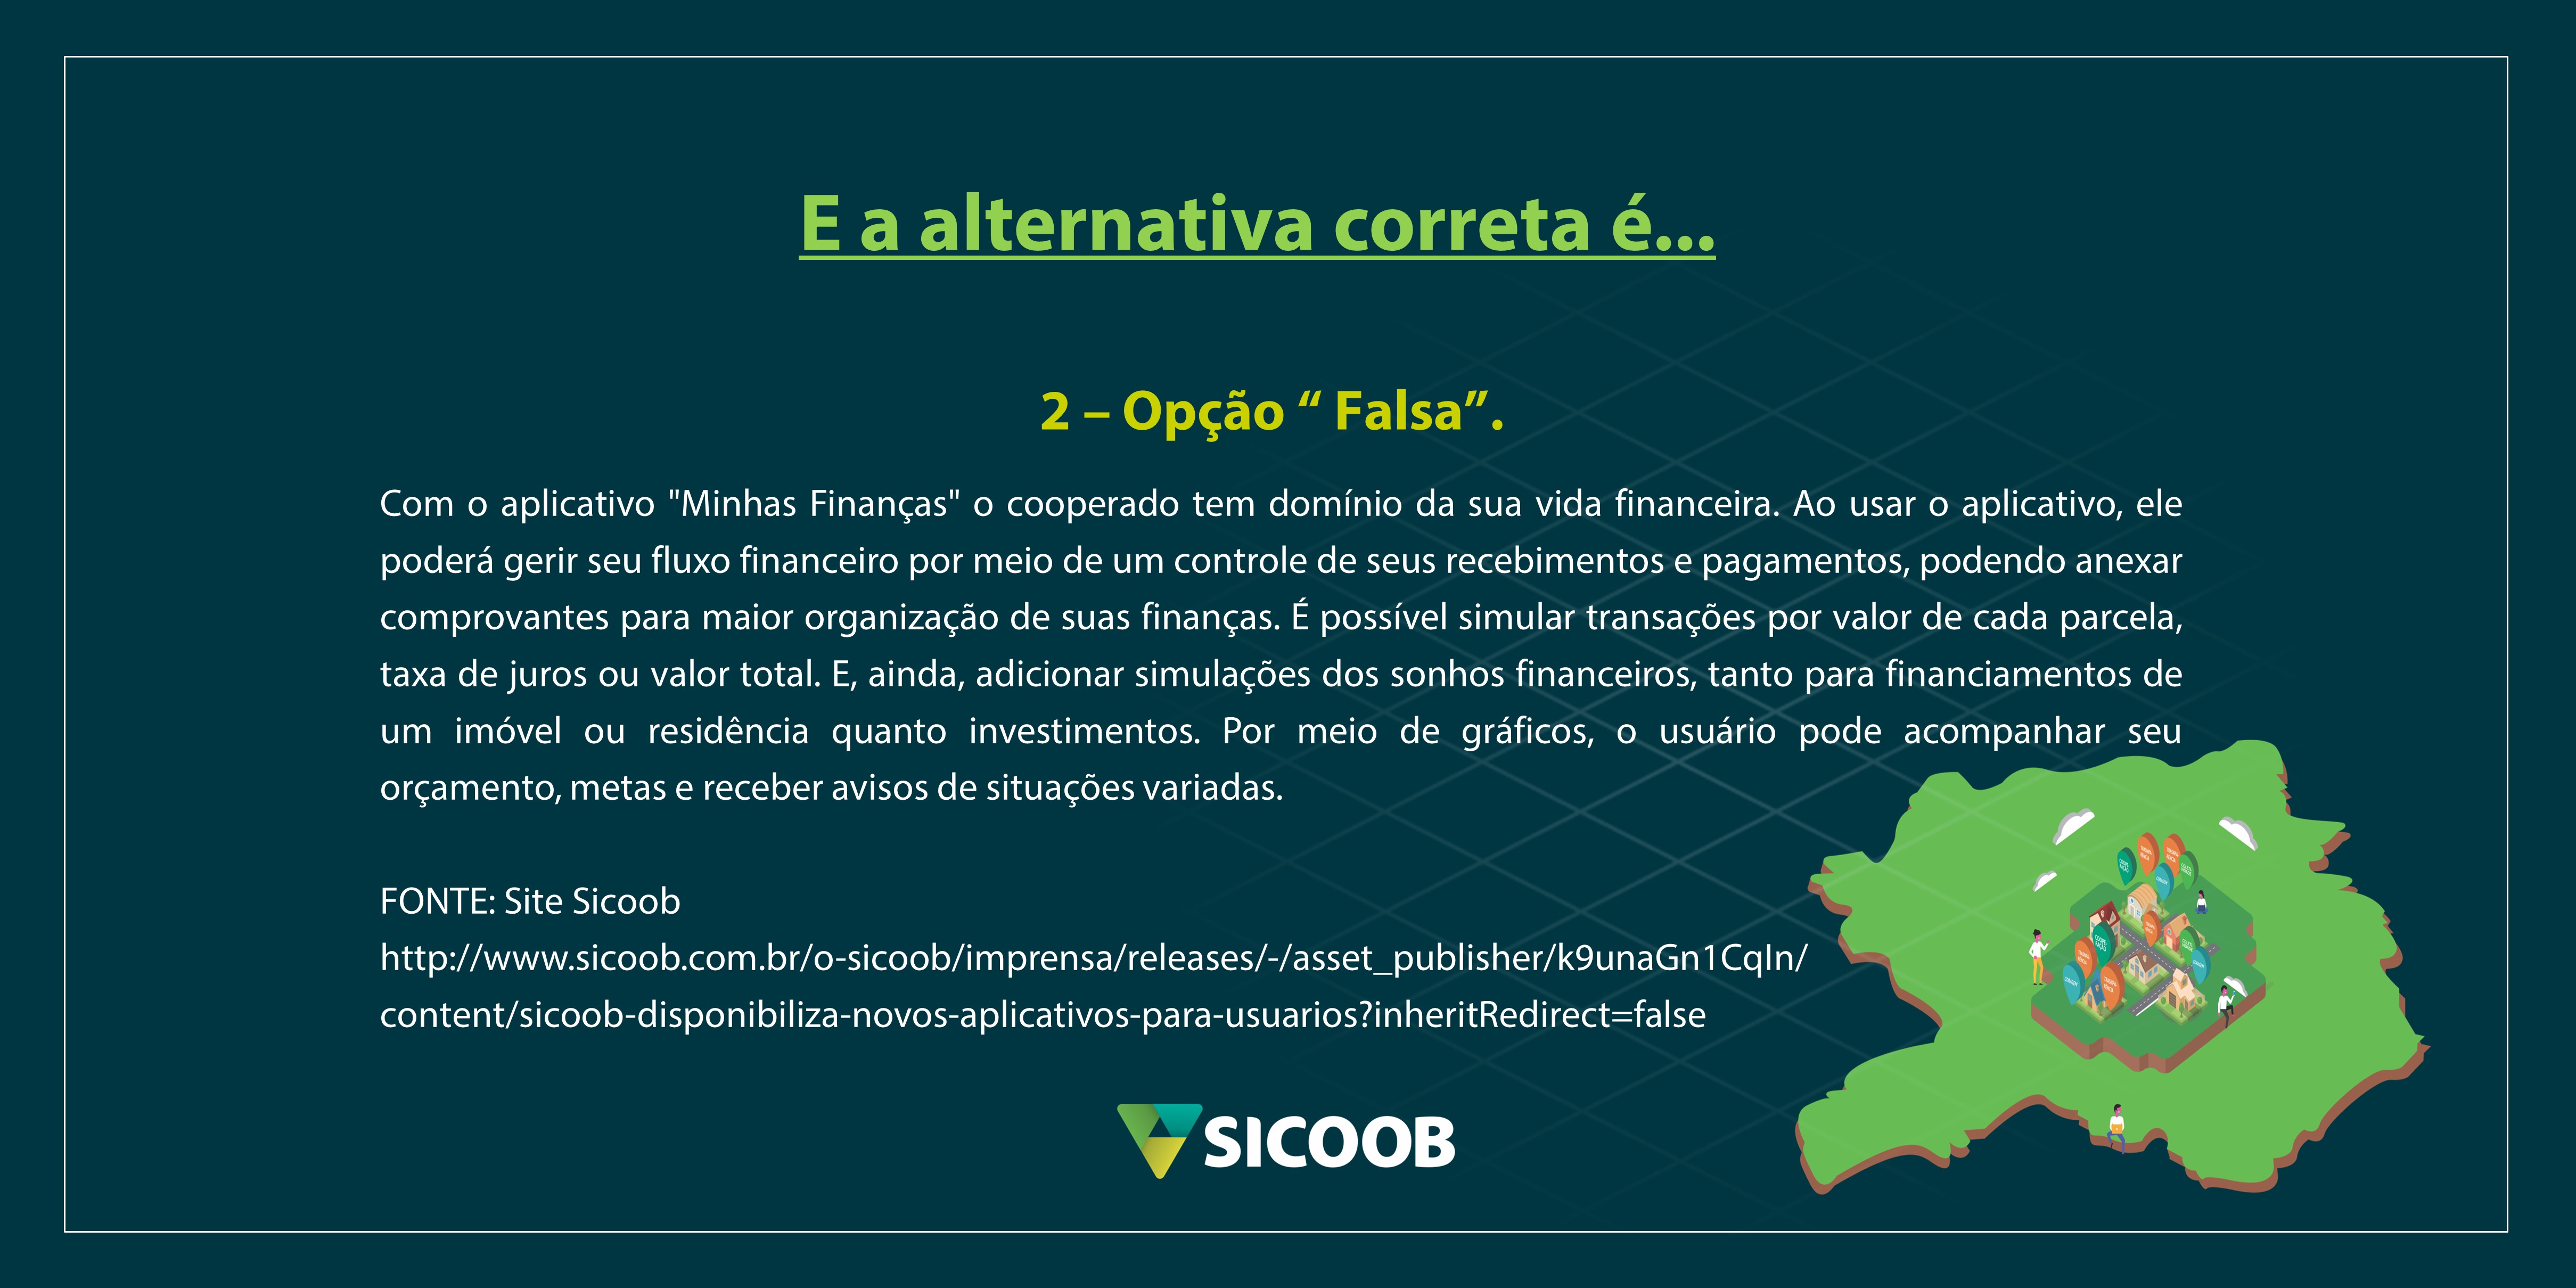 E a alternativa correta é...
2 – Opção “ Falsa”.
Com o aplicativo "Minhas Finanças" o cooperado tem domínio da sua vida financeira. Ao usar o aplicativo, ele
poderá gerir seu fluxo financeiro por meio de um controle de seus recebimentos e pagamentos, podendo anexar
comprovantes para maior organização de suas finanças. É possível simular transações por valor de cada parcela,
taxa de juros ou valor total. E, ainda, adicionar simulações dos sonhos financeiros, tanto para financiamentos de
um imóvel ou residência quanto investimentos. Por meio de gráficos, o usuário pode acompanhar seu
orçamento, metas e receber avisos de situações variadas.
FONTE: Site Sicoob
http://www.sicoob.com.br/o-sicoob/imprensa/releases/-/asset_publisher/k9unaGn1CqIn/
content/sicoob-disponibiliza-novos-aplicativos-para-usuarios?inheritRedirect=false
SICOOB